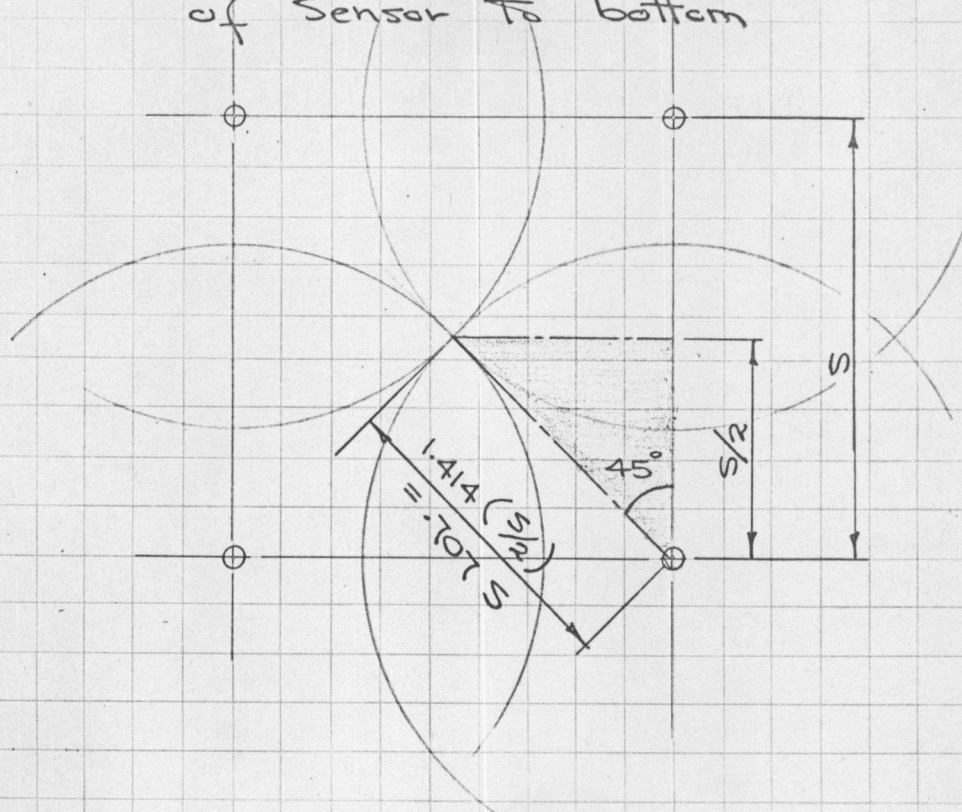 of Sensor To bottom
S
S/2
45°
1.414 (S/2)
= .707 S